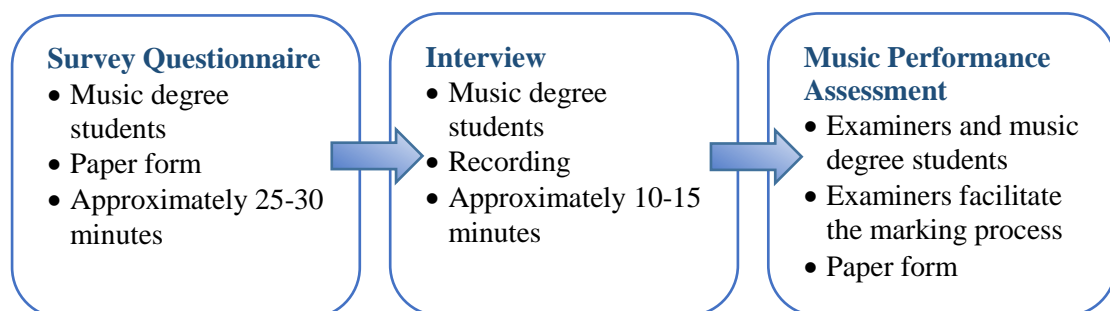 Survey Questionnaire
• Music degree
students
• Paper form
• Approximately 25-30
minutes
Interview
• Music degree
students
• Recording
• Approximately 10-15
minutes
Music Performance
Assessment
• Examiners and music
degree students
• Examiners facilitate
the marking process
• Paper form